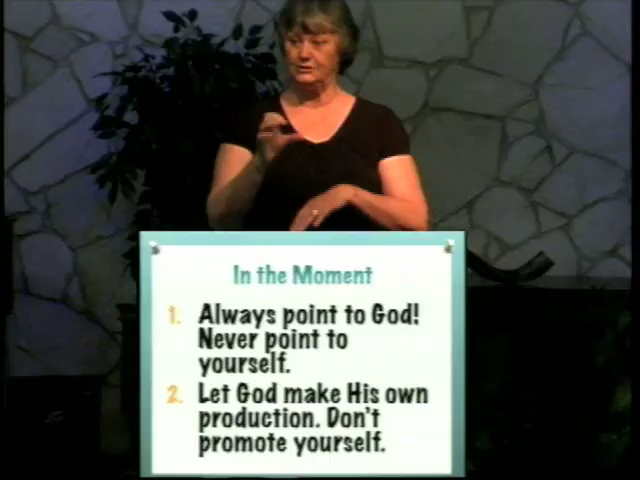 In the Moment
1. Always point to God!
Never point to
yourself.
2. Let God make His own
production. Don't
promote yourself.